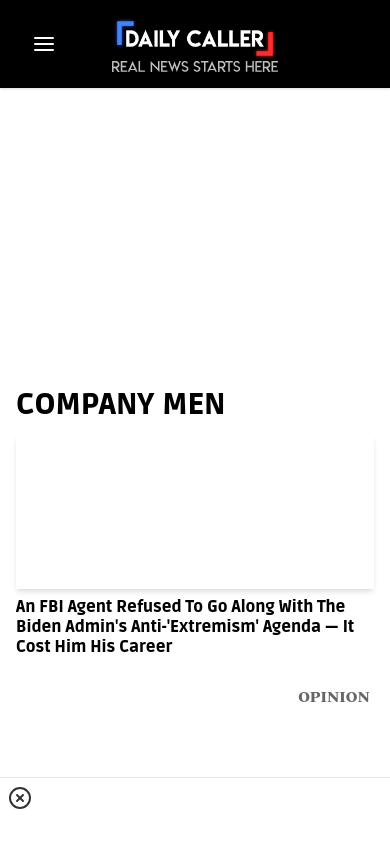 DAILY CALLER
REAL NEWS STARTS HERE
COMPANY MEN
An FBI Agent Refused To Go Along With The
Biden Admin's Anti-'Extremism' Agenda — It
Cost Him His Career
OPINION